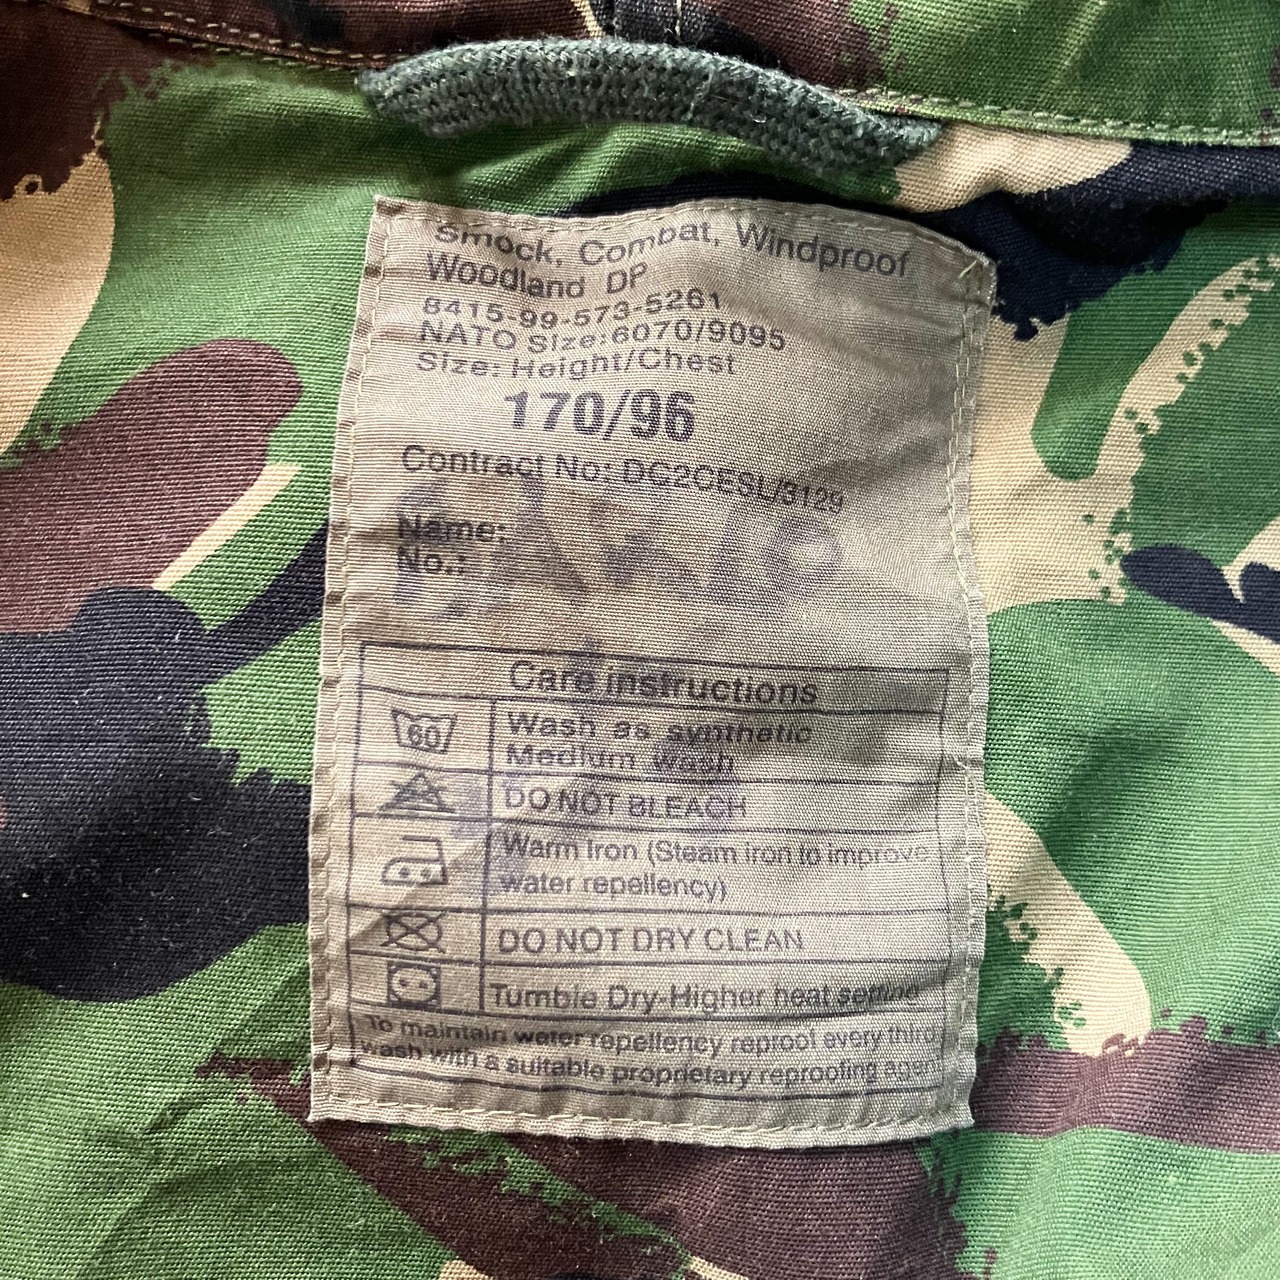 Smock, Combat, Windproof
Woodland DP
8415-99-573-5261
NATO Size:6070/9095
Size: Height/Chest
170/96
Contract No: DC2CESL/3129
Name:
No.:
Care instructions
60
Wash as synthetic
Medium wash
DO NOT BLEACH
Warm Iron (Steam iron to improve
water repellency)
DO NOT DRY CLEAN
Tumble Dry-Higher heat setting
To maintain water repellency reproof every third
wash with a suitable proprietary reproofing agent